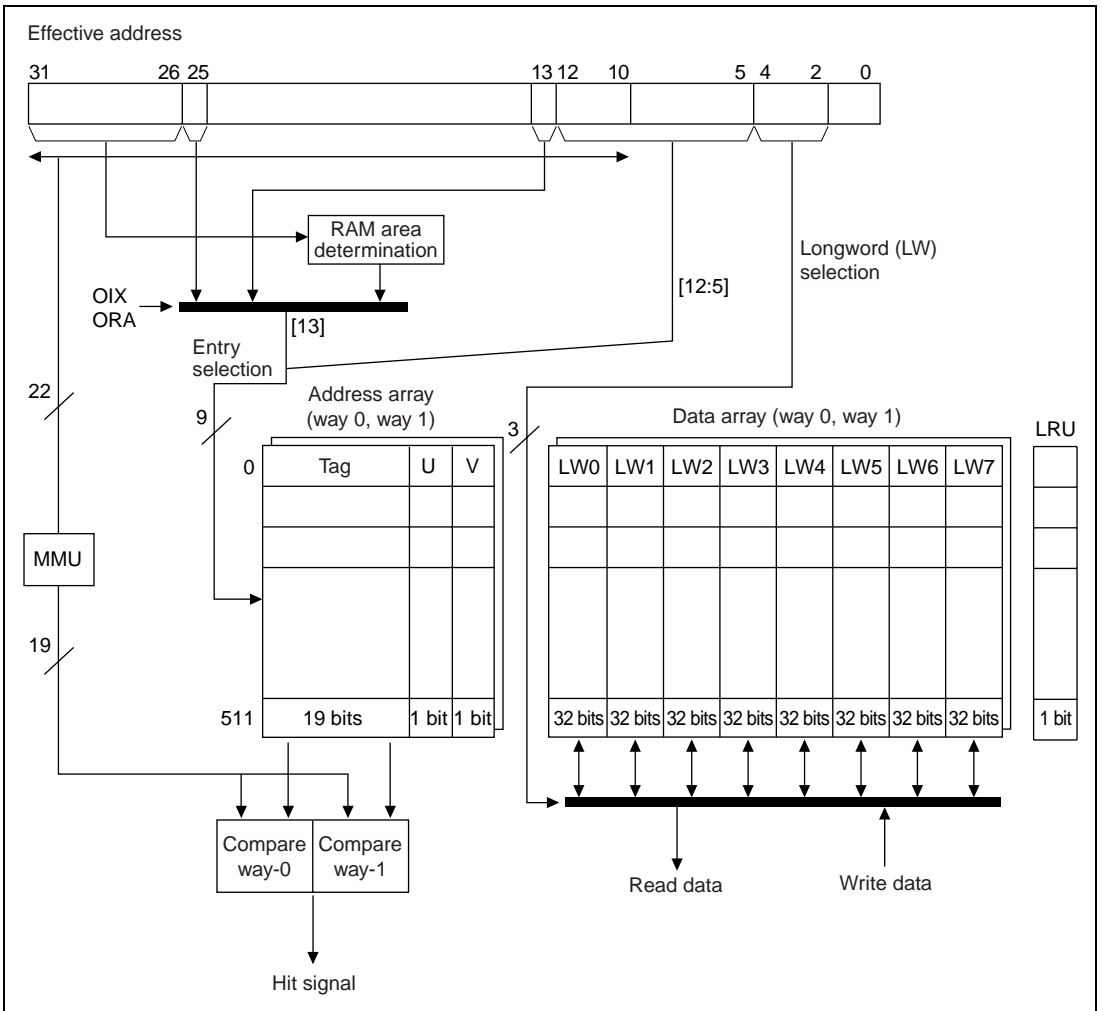 Effective address
31 26 25 13 12 10 5 4 2 0
RAM area
determination
Longword (LW)
selection
[12:5]
OIX
ORA
[13]
Entry
selection
22
9
Address array
(way 0, way 1)
3
Data array (way 0, way 1)
LRU
0 Tag U V
LW0 LW1 LW2 LW3 LW4 LW5 LW6 LW7
MMU
19
511 19 bits 1 bit 1 bit
32 bits 32 bits 32 bits 32 bits 32 bits 32 bits 32 bits 32 bits
1 bit
Compare
way-0
Compare
way-1
Read data
Write data
Hit signal